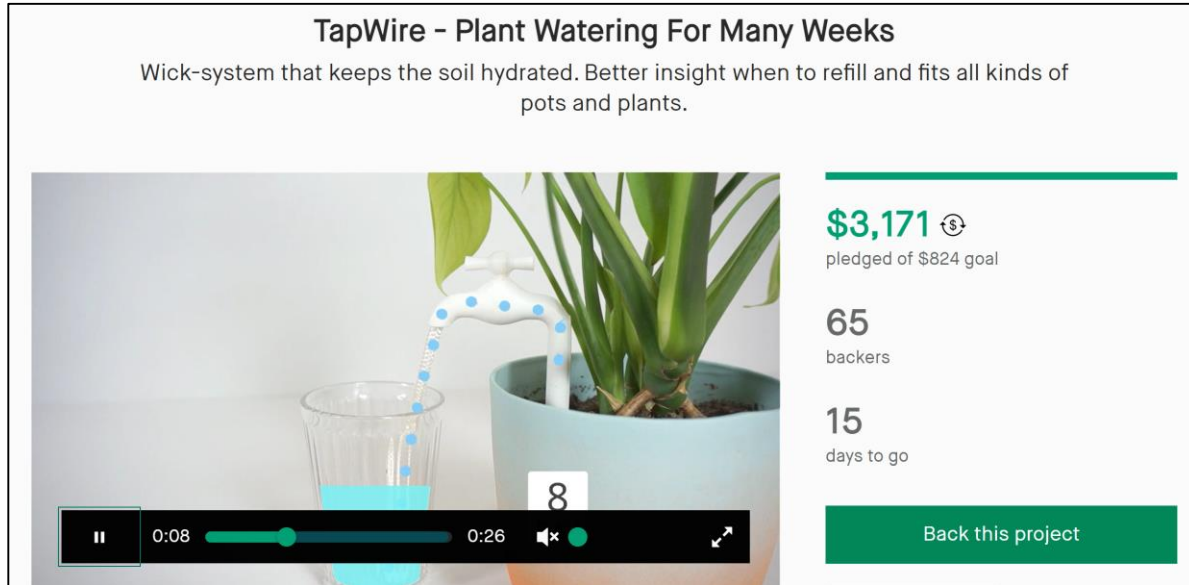 TapWire - Plant Watering For Many Weeks
Wick-system that keeps the soil hydrated. Better insight when to refill and fits all kinds of
pots and plants.
$3,171
pledged of $824 goal
65
backers
15
days to go
8
0:08
0:26
Back this project